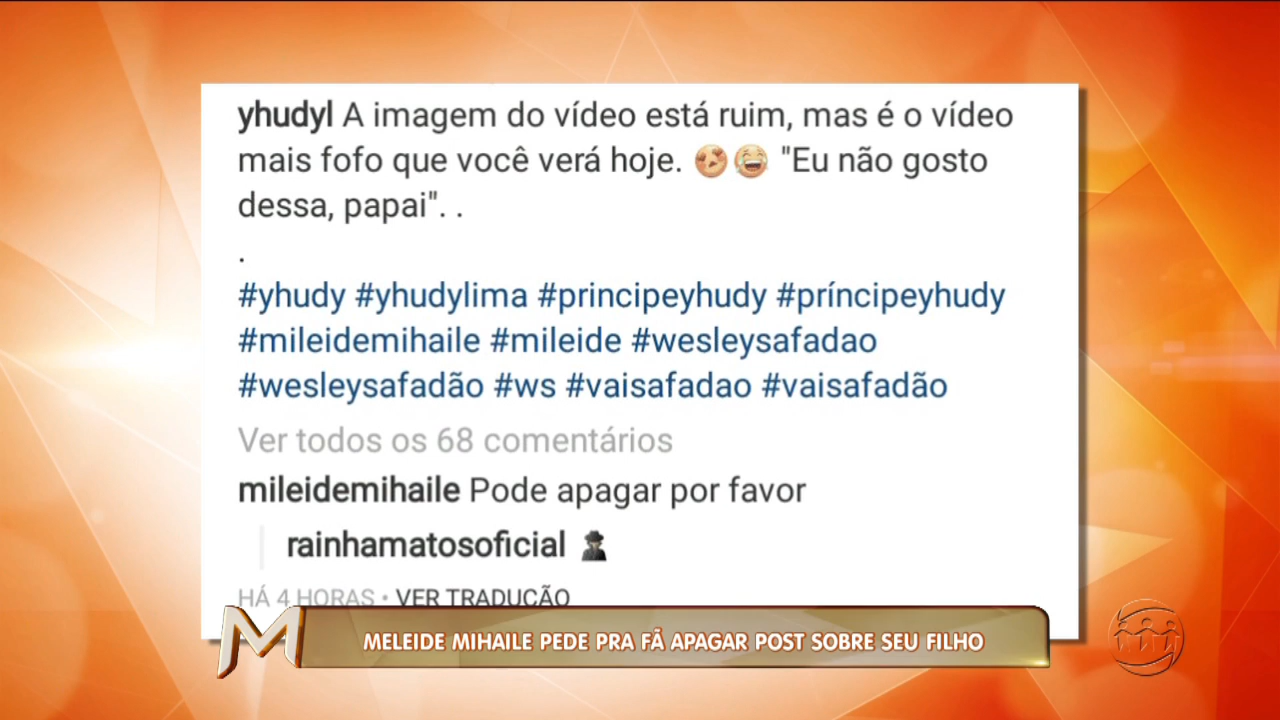 yhudyl A imagem do vídeo está ruim, mas é o vídeo
mais fofo que você verá hoje. 😍😂 "Eu não gosto
dessa, papai". .
.
#yhudy #yhudylima #principeyhudy #príncipeyhudy
#mileidemihaile #mileide #wesleysafadao
#wesleysafadão #ws #vaisafadao #vaisafadão
Ver todos os 68 comentários
mileidemihaile Pode apagar por favor
rainhamatosoficial 🕵
HÁ 4 HORAS • VER TRADUÇÃO
M MELEIDE MIHAILE PEDE PRA FÃ APAGAR POST SOBRE SEU FILHO